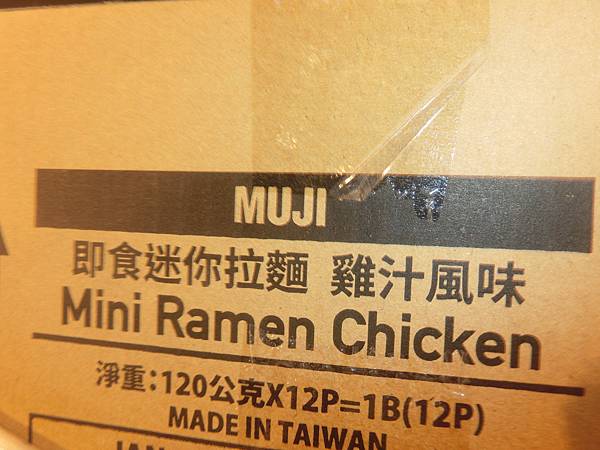 MUJI
即食迷你拉麵 雞汁風味
Mini Ramen Chicken
淨重:120公克X12P=1B(12P)
MADE IN TAIWAN
JAN